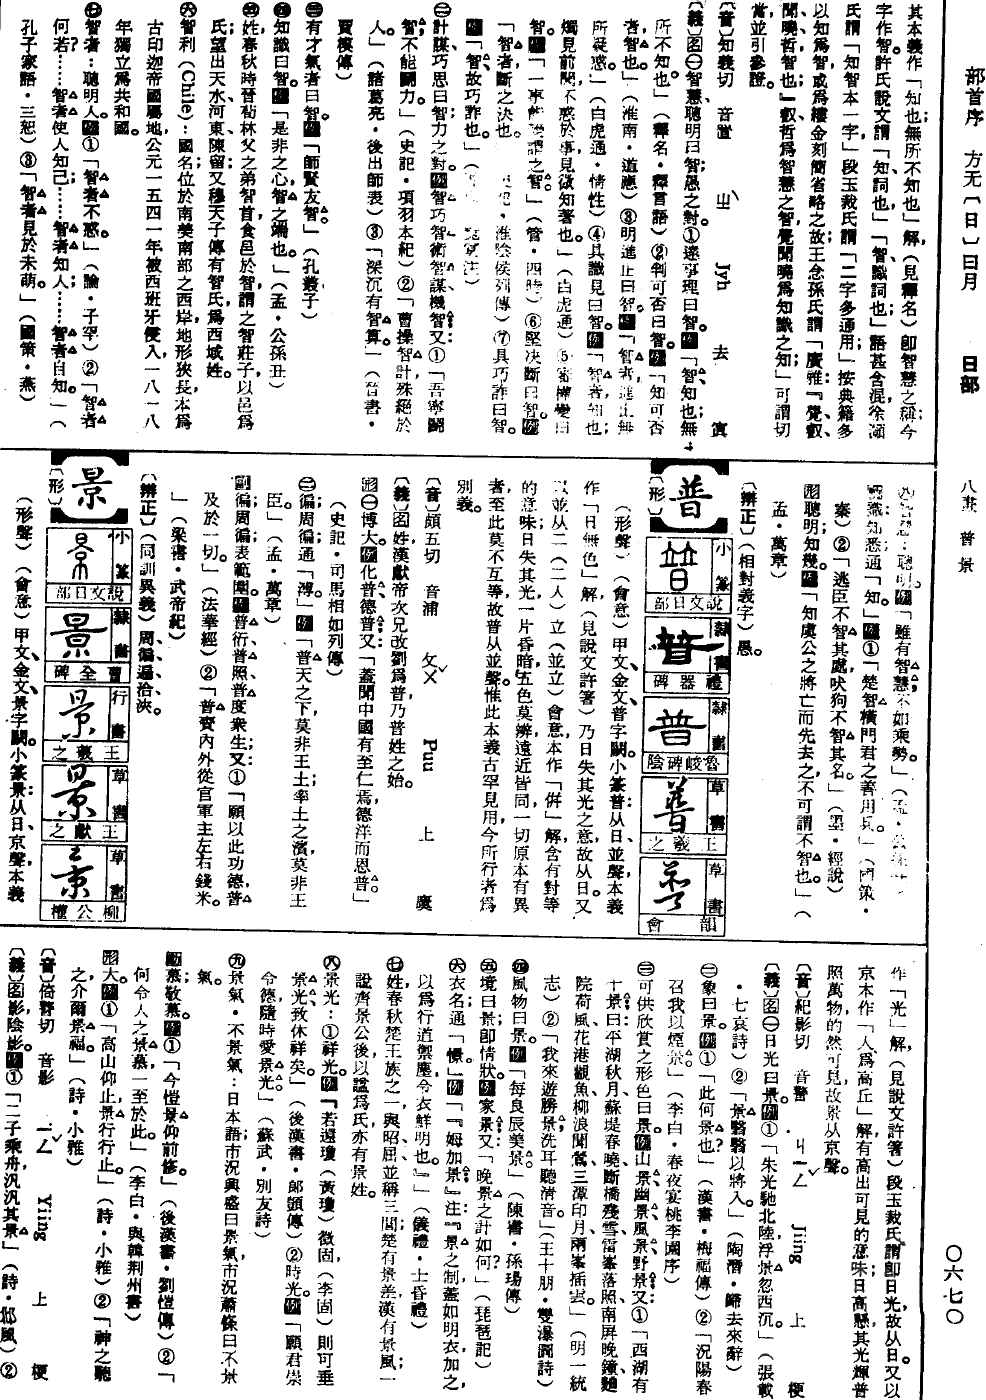 部首序 方无〔日〕曰月 日部 八畫 普景 〇六七〇
其本義作「知也無所不知也」解，（見釋名）卽智慧之稱今
字作智許氏說文謂「知詞也」「智識詞也」語甚含混徐灝
氏謂「知智本一字」段玉裁氏謂「二字多通用」按典籍多
以知爲智或爲鏤金刻簡省略之故王念孫氏謂「廣雅『覺叡
聞曉哲智也』叡哲爲智慧之智覺聞曉爲知識之知」可謂切
當並引參證。
〔音〕知義切 音置 ㄓ Jyh 去 寘
〔義〕名㊀智慧聰明曰智愚之對①達事理曰智。例「智知也無
所不知也」（釋名・釋言語）②判可否曰智。例「知可否
者智也」（淮南・道應）③明進止曰智。例「智者進止無
所疑惑」（白虎通・情性）④具識見曰智。例「智者知也
獨見前聞不惑於事見微知著也」（白虎通）⑤審權變曰
智。例「一事能變謂之智。」（管・四時）⑥堅決斷曰智。例
「智者斷之決也。」（史記・淮陰侯列傳）⑦具巧詐曰智。
例「智故巧詐也。」
㊁計謀巧思曰智力之對。例智巧智術智謀機智又：①「吾寧鬭
智不能鬭力」（史記・項羽本紀）②「曹操智計殊絕於
人」（諸葛亮・後出師表）③「深沉有智算。」（晉書・
賈模傳）
㊂有才氣者曰智。例「師賢友智」（孔叢子）
㊃知識曰智。例「是非之心智之端也。」（孟・公孫丑）
㊄姓春秋時晉荀林父之弟智首食邑於智謂之智莊子以邑爲
氏望出天水河東陳留又穆天子傳有智氏爲西域姓。
㊅智利（Chile）：國名位於南美南部之西岸地形狹長本爲
古印迦帝國屬地公元一五四一年被西班牙侵入一八一八
年獨立爲共和國。
㊆智者：聰明人。例①「智者不惑」（論・子罕）②「智者
何若？……智者使人知己……智者知人……智者自知。」（
孔子家語・三恕）③「智者見於未萌。」（國策・燕）
聰明。例「雖有智慧不如乘勢。」
識知悉通「知。」例①「楚智橫門君之善用兵」（國策・
秦）②「逃臣不智其處吠狗不智其名。」（墨・經說）
形聰明知幾。例「知虞公之將亡而先去之不可謂不智也」（
孟・萬章）
〔辨正〕（相對義字）愚。
普
〔形〕
小篆 說文日部
隸書 禮器碑
隸書 魯峻碑陰
草書 王羲之
草書 韻會
（形聲）（會意）甲文、金文普字闕。小篆普从日、並聲本義
作「日無色」解（見說文許箸）乃日失其光之意故从日。又
以並从二（二人）立（並立）會意本作「併」解含有對等
的意味日失其光一片昏暗五色莫辨遠近皆同一切原本有異
者至此莫不互等故普从並聲惟此本義古罕見用今所行者爲
別義。
〔音〕頗五切 音浦 ㄆㄨˇ Puu 上 麌
〔義〕名姓漢獻帝次兄改劉爲普乃普姓之始。
形㊀博大。例化普德普又「蓋聞中國有至仁焉德洋而恩普」
（史記・司馬相如列傳）
㊁徧周徧通「溥。」例「普天之下莫非王土率土之濱莫非王
臣。」（孟・萬章）
副徧周徧表範圍。例普衍普照普度衆生又①「願以此功德普
及於一切。」（法華經）②「普賚內外從官軍主左右錢米。
」（梁書・武帝紀）
〔辨正〕（同訓異義）周、徧、遍、洽、浹。
景
〔形〕
小篆 說文日部
隸書 曹全碑
行書 王羲之
草書 王獻之
草書 柳公權
（形聲）（會意）甲文金文景字闕。小篆景从日、京聲本義
作「光」解（見說文許箸）段玉裁氏謂卽日光，故从日。又以
京本作「人爲高丘」解有高出可見的意味日高懸其光輝普
照萬物的然可見故景从京聲。
〔音〕紀影切 音警 ㄐㄧㄥˇ Jiing 上 梗
〔義〕名㊀日光曰景。例①「朱光馳北陸浮景忽西沉。」（張載
・七哀詩）②「景翳翳以將入。」（陶潛・歸去來辭）
㊁象曰景。例①「此何景也？」（漢書・梅福傳）②「況陽春
召我以煙景」（李白・春夜宴桃李園序）
㊂可供欣賞之形色曰景。例山景幽景風景野景又①「西湖有
十景曰平湖秋月蘇堤春曉斷橋殘雪雷峯落照南屏晚鐘麯
院荷風花港觀魚柳浪聞鶯三潭印月兩峯插雲」（明一統
志）②「我來遊勝景洗耳聽淸音」（王十朋・雙瀑澗詩）
㊃風物曰景。例「每良辰美景。」（陳書・孫瑒傳）
㊄境曰景卽情狀。例家景又：「晚景之計如何？」（琵琶記）
㊅衣名通「憬。」例「『姆加景』注『景之制蓋如明衣加之，
以爲行道禦塵令衣鮮明也。』」（儀禮・士昏禮）
㊆姓春秋楚王族之一與昭屈並稱三閭楚有景差漢有景風一
說齊景公後以諡爲氏亦有景姓。
㊇景光：①祥光。例「若還瓊（黃瓊）徵固（李固）則可垂
景光致休祥矣」（後漢書・郎顗傳）②時光。例「願君崇
令德隨時愛景光」（蘇武・別友詩）
㊈景氣・不景氣：日本語市況興盛曰景氣市況蕭條曰不景
氣。
動慕敬慕。例①「今愷景仰前修。」（後漢書・劉愷傳）②「
何令人之景慕一至於此」（李白・與韓荆州書）
形大。例①「高山仰止景行行止。」（詩・小雅）②「神之聽
之介爾景福。」（詩・小雅）
〔音〕倚警切 音影 ㄧㄥˇ Yiing 上 梗
〔義〕名影陰影。例①「二子乘舟汎汎其景」（詩・邶風）②